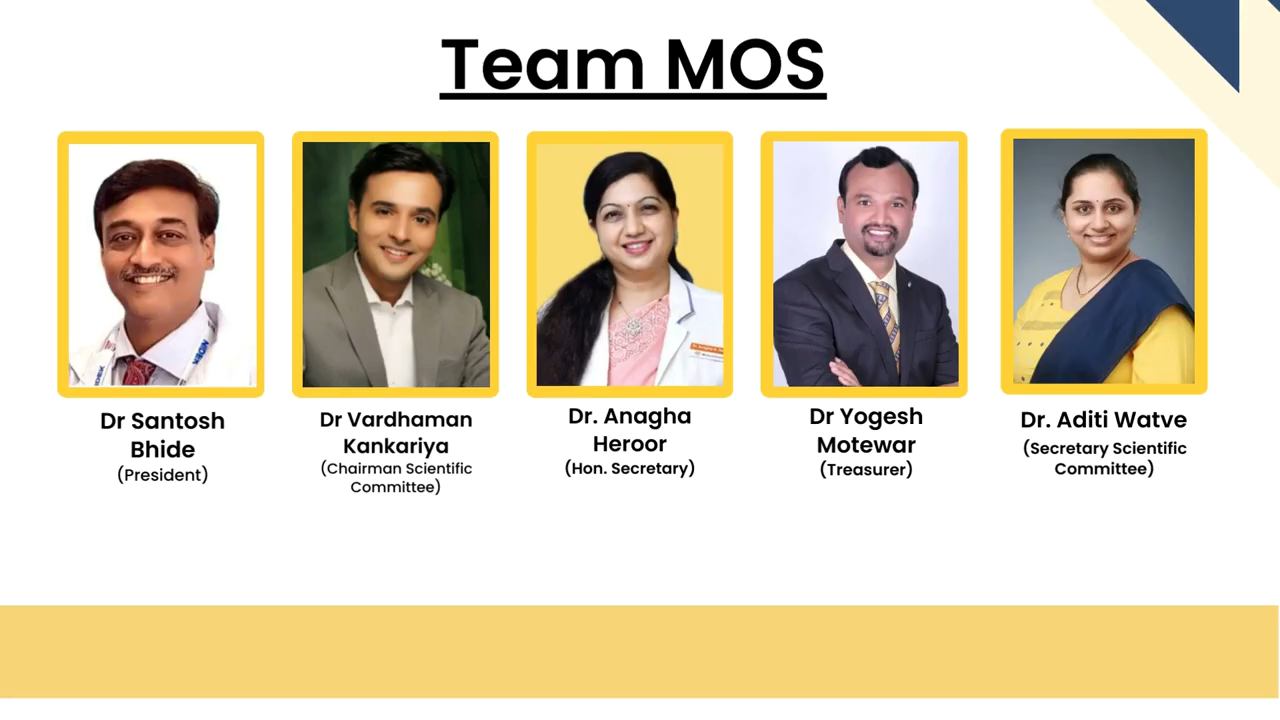 Team MOS
Dr Santosh
Bhide
(President)
Dr Vardhaman
Kankariya
(Chairman Scientific
Committee)
Dr. Anagha
Heroor
(Hon. Secretary)
Dr Yogesh
Motewar
(Treasurer)
Dr. Aditi Watve
(Secretary Scientific
Committee)